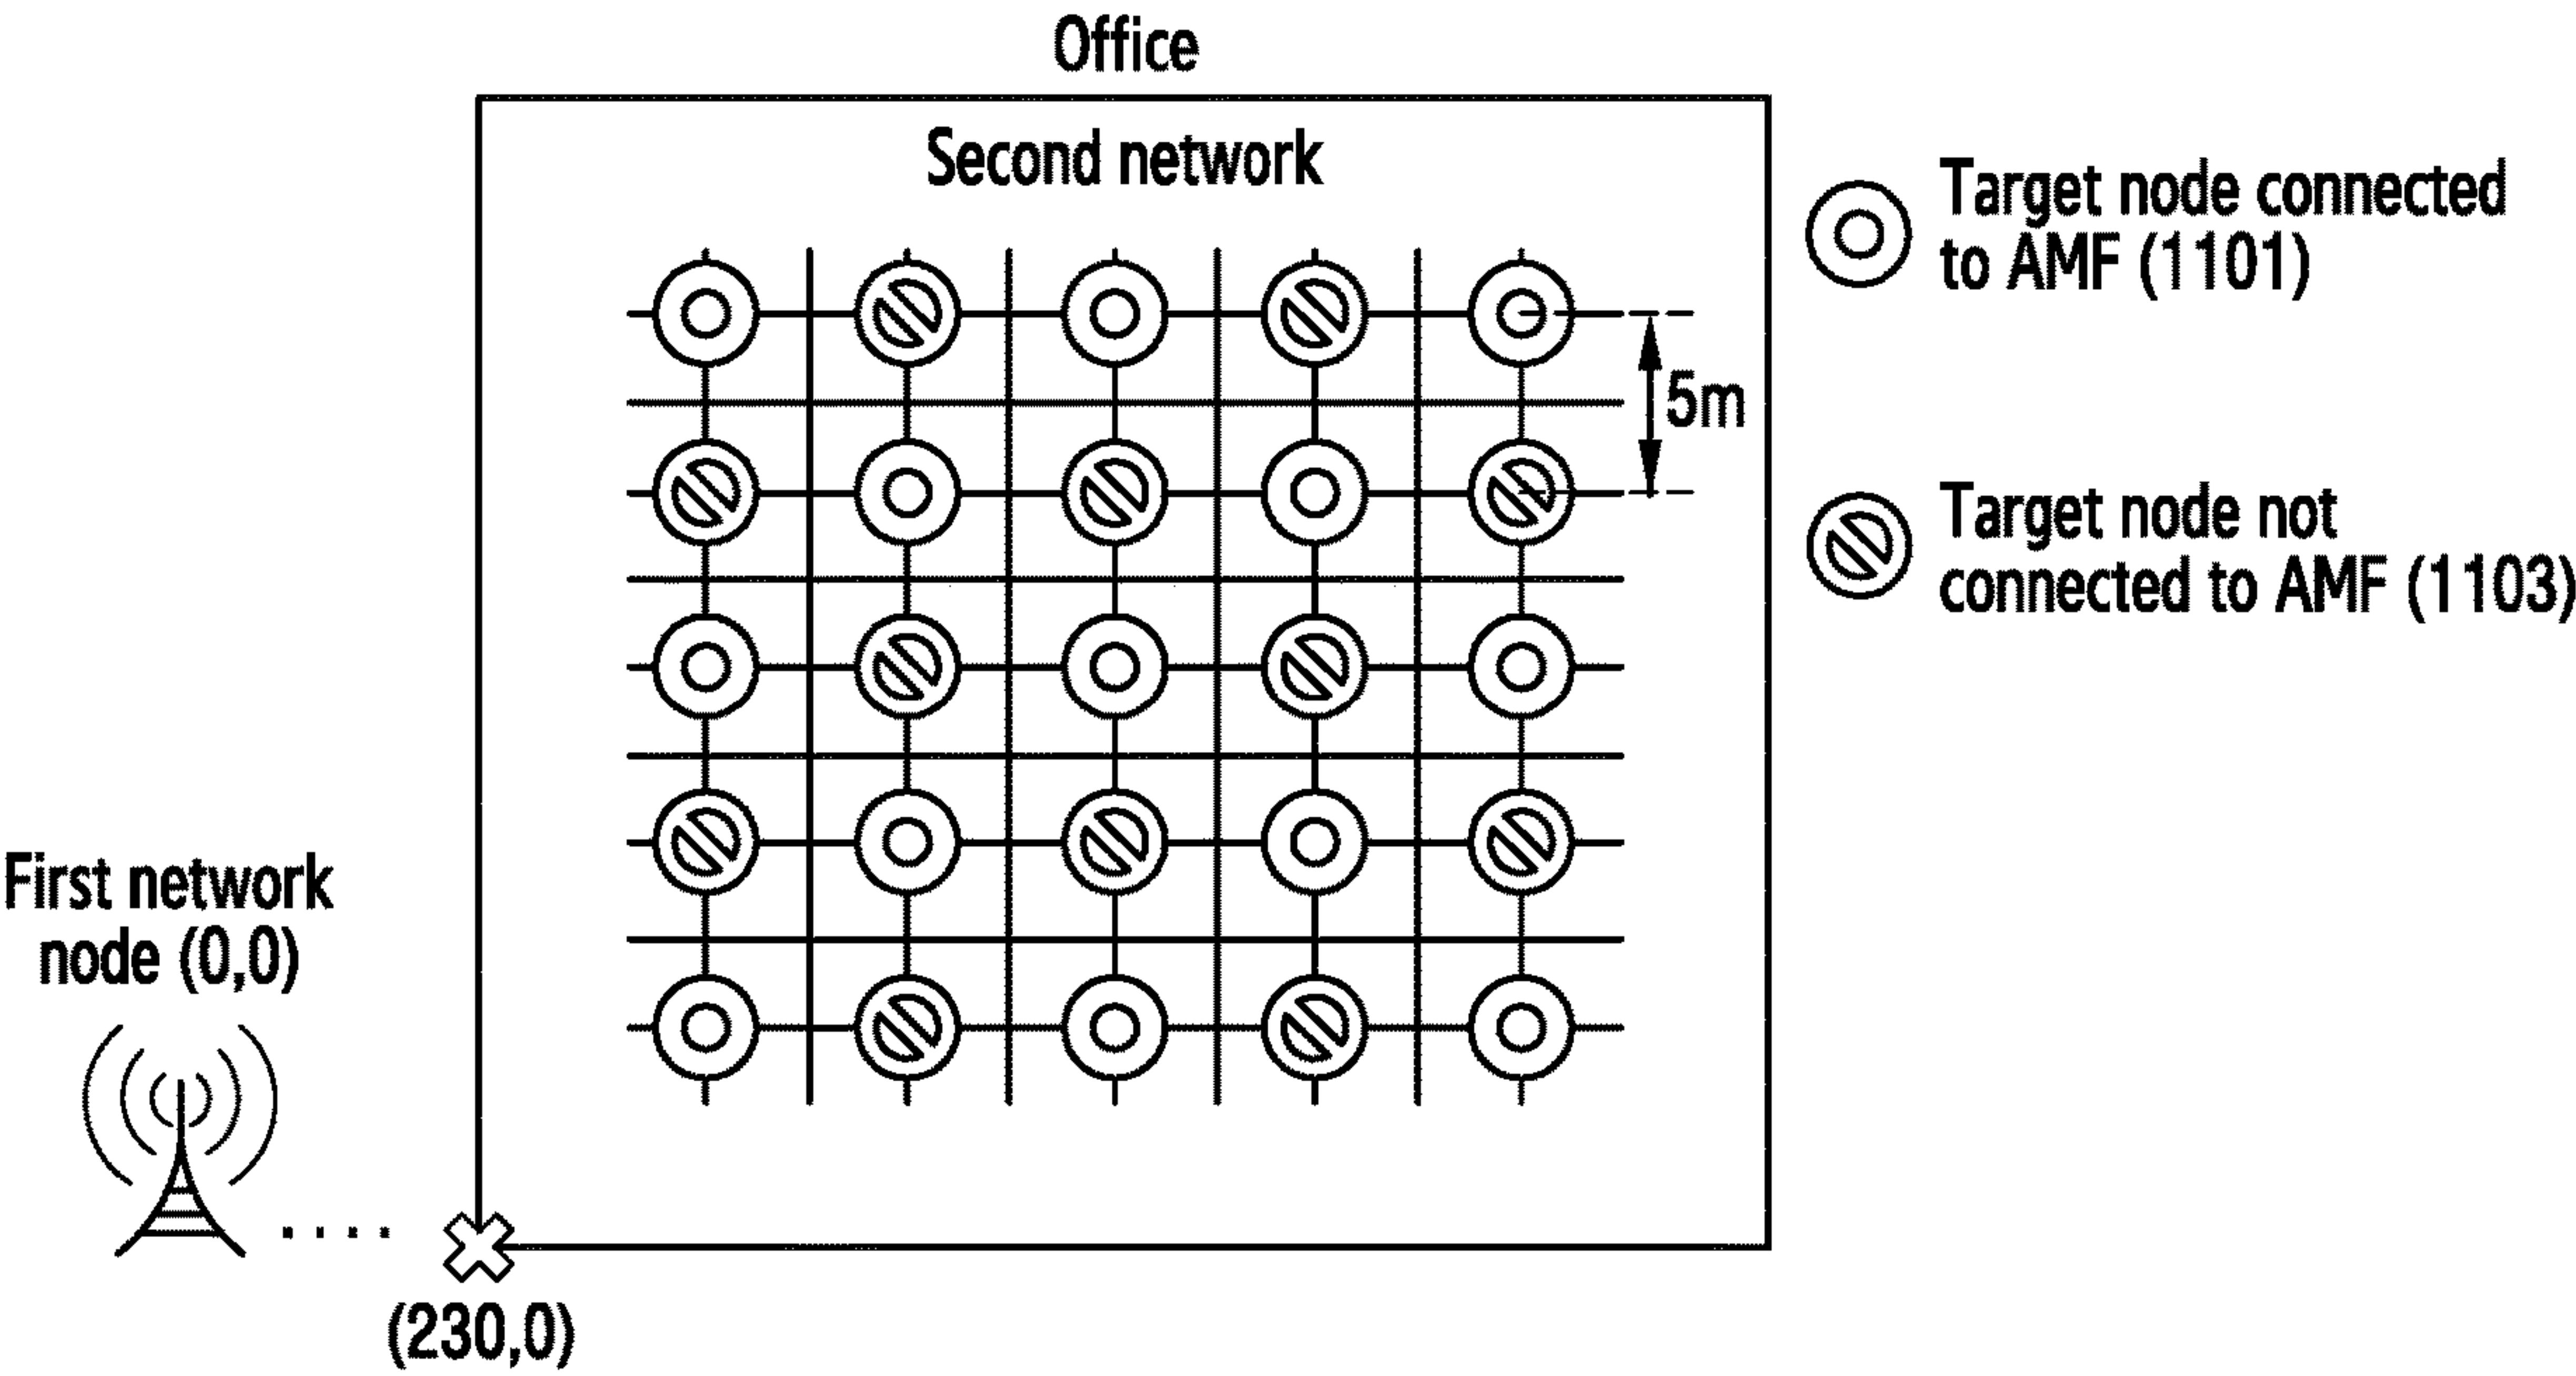 Office
Second network
Target node connected
to AMF (1101)
5m
Target node not
connected to AMF (1103)
First network
node (0,0)
(230,0)